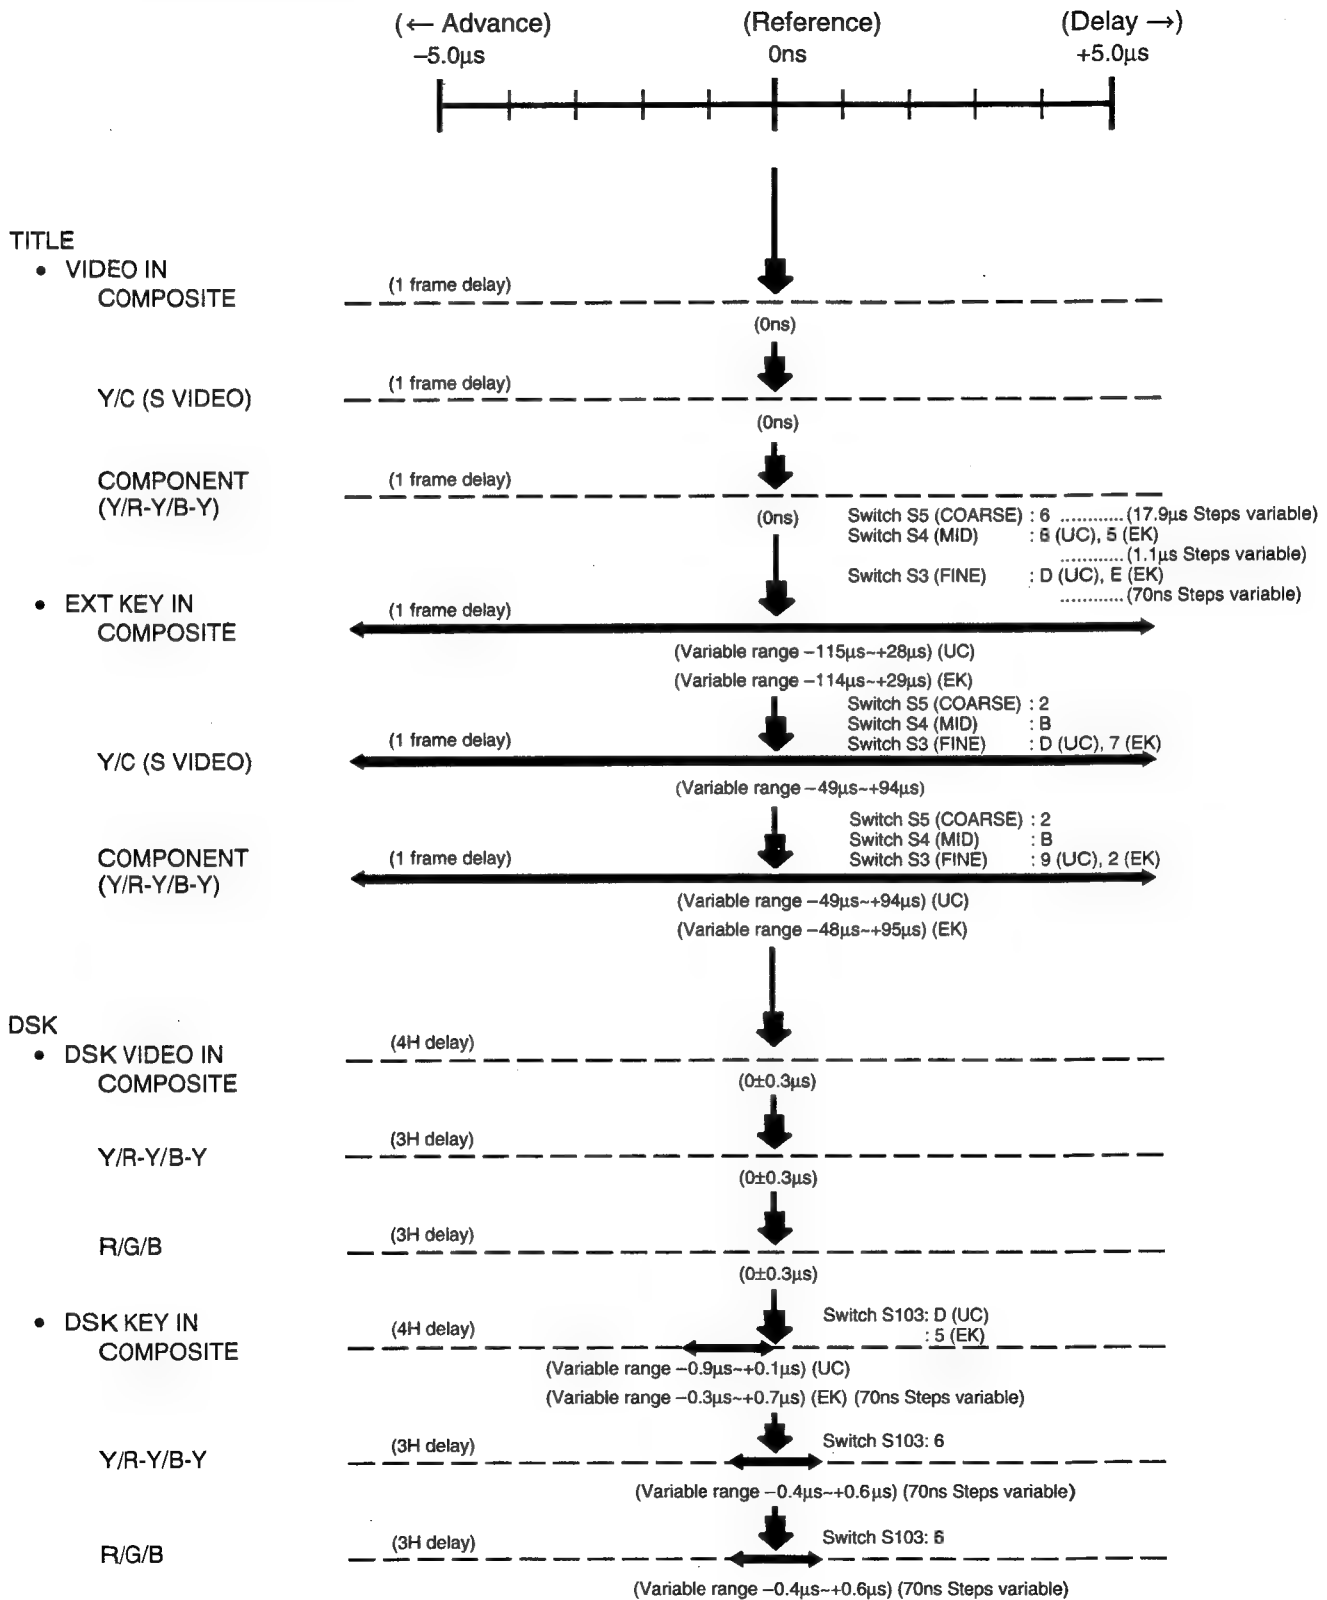 (← Advance) (Reference) (Delay →)
−5.0µs 0ns +5.0µs
TITLE
• VIDEO IN
COMPOSITE (1 frame delay)
(0ns)
Y/C (S VIDEO) (1 frame delay)
(0ns)
COMPONENT (1 frame delay)
(Y/R-Y/B-Y)
(0ns) Switch S5 (COARSE) : 6 ............ (17.9µs Steps variable)
Switch S4 (MID) : 6 (UC), 5 (EK)
............ (1.1µs Steps variable)
Switch S3 (FINE) : D (UC), E (EK)
............ (70ns Steps variable)
• EXT KEY IN
COMPOSITE (1 frame delay)
(Variable range −115µs~+28µs) (UC)
(Variable range −114µs~+29µs) (EK)
Switch S5 (COARSE) : 2
Switch S4 (MID) : B
Switch S3 (FINE) : D (UC), 7 (EK)
Y/C (S VIDEO) (1 frame delay)
(Variable range −49µs~+94µs)
Switch S5 (COARSE) : 2
Switch S4 (MID) : B
Switch S3 (FINE) : 9 (UC), 2 (EK)
COMPONENT (1 frame delay)
(Y/R-Y/B-Y)
(Variable range −49µs~+94µs) (UC)
(Variable range −48µs~+95µs) (EK)
DSK
• DSK VIDEO IN (4H delay)
COMPOSITE
(0±0.3µs)
Y/R-Y/B-Y (3H delay)
(0±0.3µs)
R/G/B (3H delay)
(0±0.3µs)
• DSK KEY IN (4H delay) Switch S103: D (UC)
COMPOSITE : 5 (EK)
(Variable range −0.9µs~+0.1µs) (UC)
(Variable range −0.3µs~+0.7µs) (EK) (70ns Steps variable)
Y/R-Y/B-Y (3H delay) Switch S103: 6
(Variable range −0.4µs~+0.6µs) (70ns Steps variable)
R/G/B (3H delay) Switch S103: 6
(Variable range −0.4µs~+0.6µs) (70ns Steps variable)